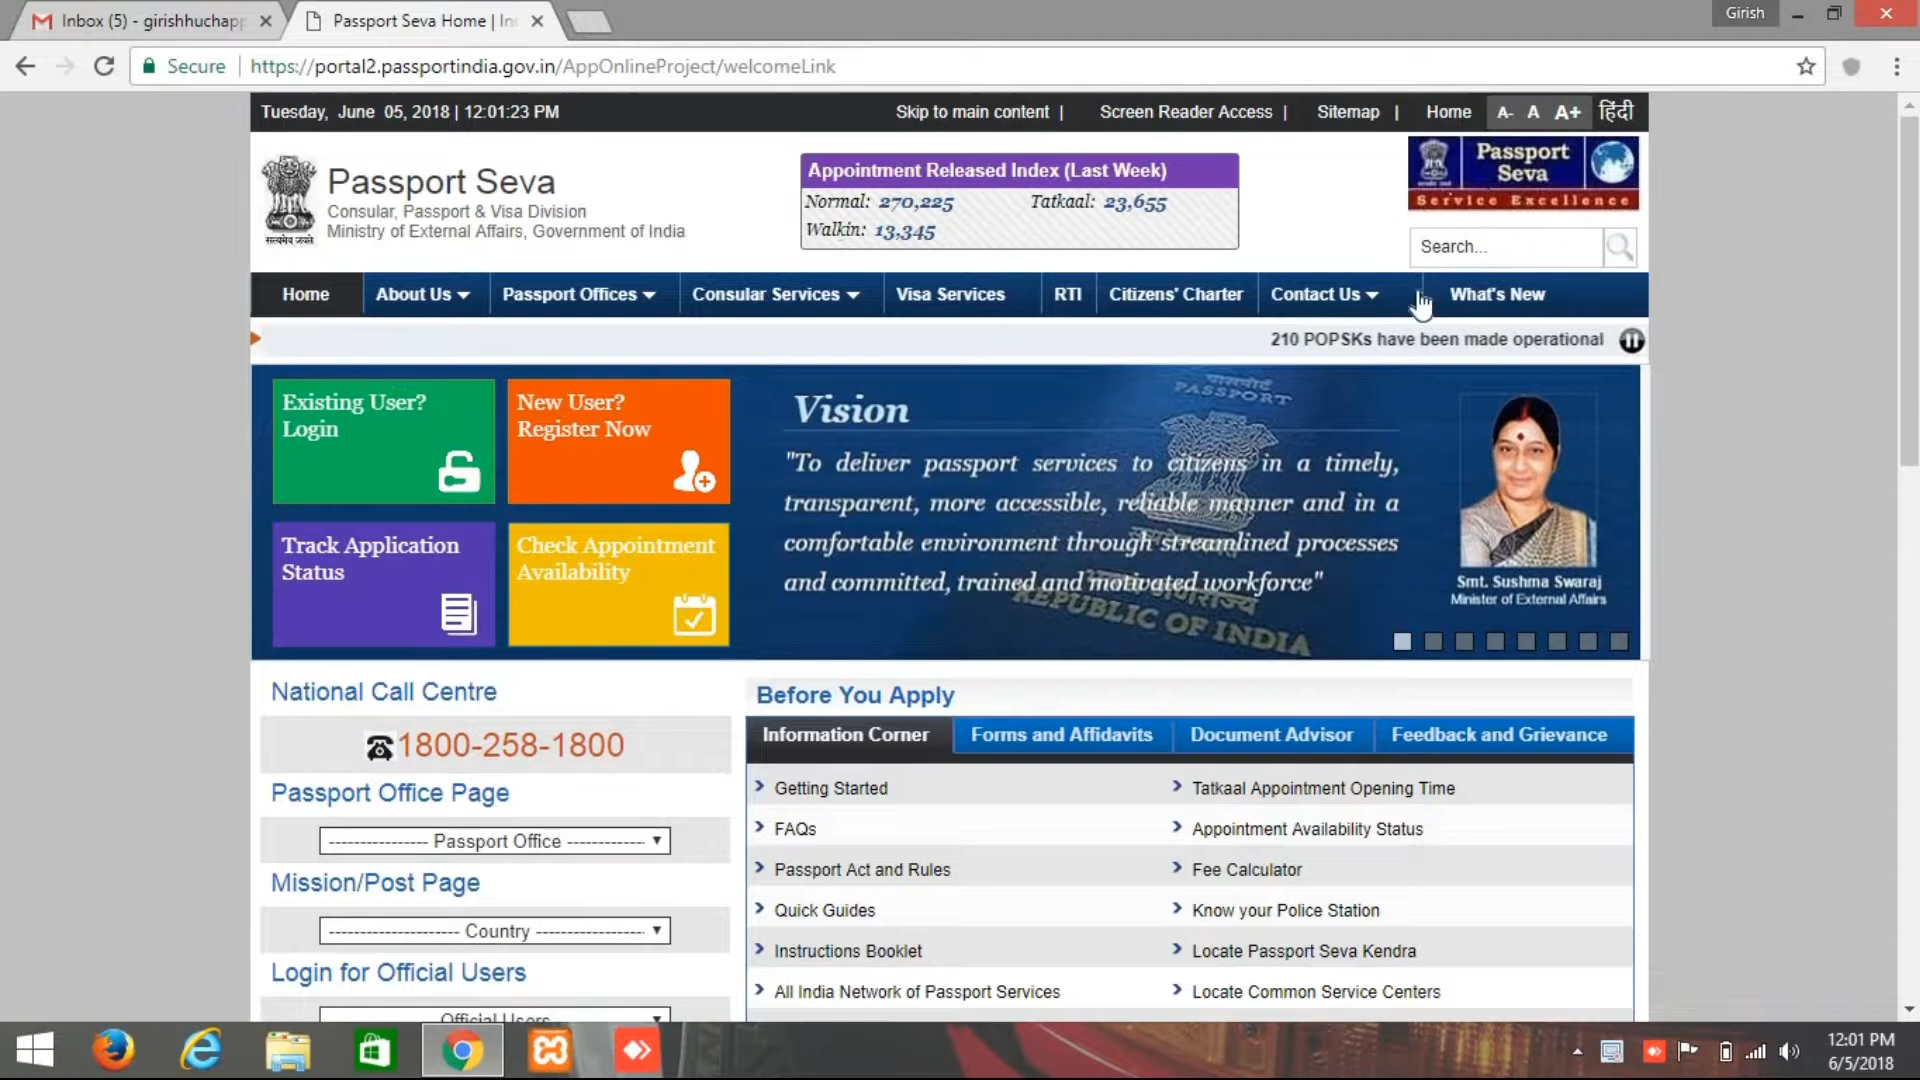 Inbox (5) - girishhuchapp
Passport Seva Home | In
Girish
Secure | https://portal2.passportindia.gov.in/AppOnlineProject/welcomeLink
Tuesday, June 05, 2018 | 12:01:23 PM
Skip to main content | Screen Reader Access | Sitemap | Home A- A A+ हिंदी
Passport Seva
Consular, Passport & Visa Division
Ministry of External Affairs, Government of India
सत्यमेव जयते
Appointment Released Index (Last Week)
Normal: 270,225 Tatkaal: 23,655
Walkin: 13,345
Passport
Seva
Service Excellence
Search...
Home About Us Passport Offices Consular Services Visa Services RTI Citizens' Charter Contact Us What's New
210 POPSKs have been made operational
Existing User?
Login
New User?
Register Now
Track Application
Status
Check Appointment
Availability
Vision
"To deliver passport services to citizens in a timely,
transparent, more accessible, reliable manner and in a
comfortable environment through streamlined processes
and committed, trained and motivated workforce"
पासपोर्ट
PASSPORT
REPUBLIC OF INDIA
Smt. Sushma Swaraj
Minister of External Affairs
National Call Centre
1800-258-1800
Passport Office Page
---------------- Passport Office ------------
Mission/Post Page
--------------------- Country -----------------
Login for Official Users
Official Users
Before You Apply
Information Corner Forms and Affidavits Document Advisor Feedback and Grievance
Getting Started
Tatkaal Appointment Opening Time
FAQs
Appointment Availability Status
Passport Act and Rules
Fee Calculator
Quick Guides
Know your Police Station
Instructions Booklet
Locate Passport Seva Kendra
All India Network of Passport Services
Locate Common Service Centers
12:01 PM
6/5/2018